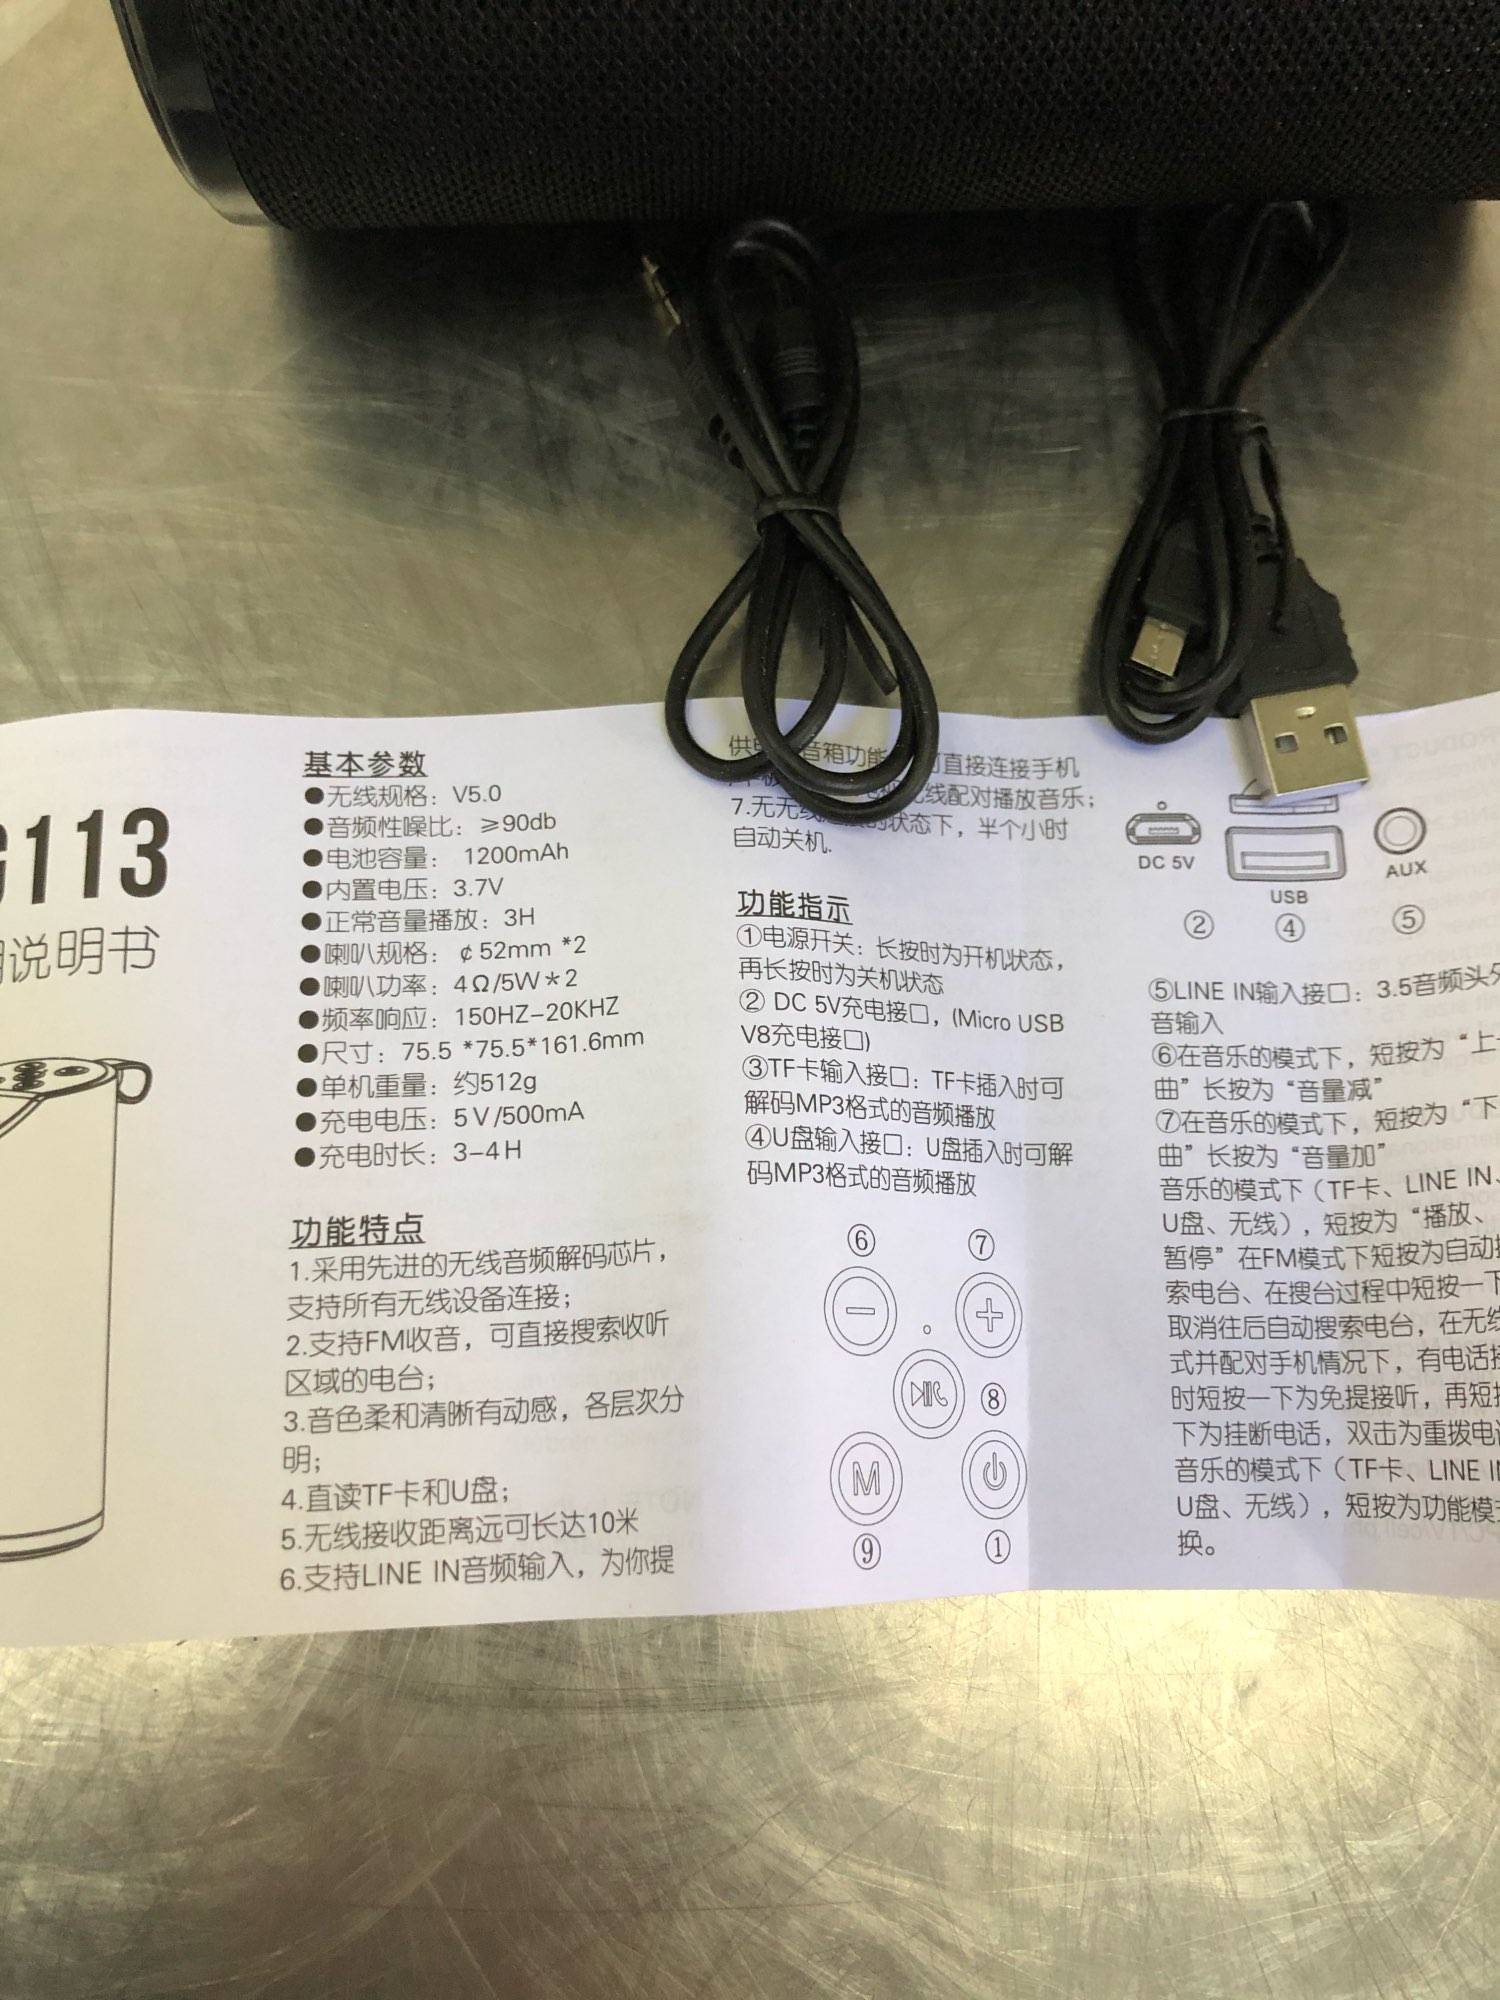 113
说明书
基本参数
●无线规格：V5.0
●音频性噪比：≥90db
●电池容量： 1200mAh
●内置电压：3.7V
●正常音量播放：3H
●喇叭规格：￠52mm *2
●喇叭功率：4Ω/5W*2
●频率响应：150HZ-20KHZ
●尺寸：75.5 *75.5*161.6mm
●单机重量：约512g
●充电电压：5V/500mA
●充电时长：3-4H
功能特点
1.采用先进的无线音频解码芯片，
支持所有无线设备连接；
2.支持FM收音，可直接搜索收听
区域的电台；
3.音色柔和清晰有动感，各层次分
明；
4.直读TF卡和U盘；
5.无线接收距离远可长达10米
6.支持LINE IN音频输入，为你提
供 音箱功能 可直接连接手机
线配对播放音乐；
7.无无线 的状态下，半个小时
自动关机.
功能指示
①电源开关：长按时为开机状态，
再长按时为关机状态
② DC 5V充电接口，(Micro USB
V8充电接口)
③TF卡输入接口：TF卡插入时可
解码MP3格式的音频播放
④U盘输入接口：U盘插入时可解
码MP3格式的音频播放
⑥ ⑦
⑧
M
⑨ ①
DC 5V USB AUX
② ④ ⑤
⑤LINE IN输入接口：3.5音频头
音输入
⑥在音乐的模式下，短按为“上
曲”长按为“音量减”
⑦在音乐的模式下，短按为“下
曲”长按为“音量加”
音乐的模式下（TF卡、LINE IN、
U盘、无线），短按为“播放、
暂停”在FM模式下短按为自动
索电台、在搜台过程中短按一下
取消往后自动搜索电台，在无线
式并配对手机情况下，有电话
时短按一下为免提接听，再短按
下为挂断电话，双击为重拨电
音乐的模式下（TF卡、LINE IN
U盘、无线），短按为功能模
换。